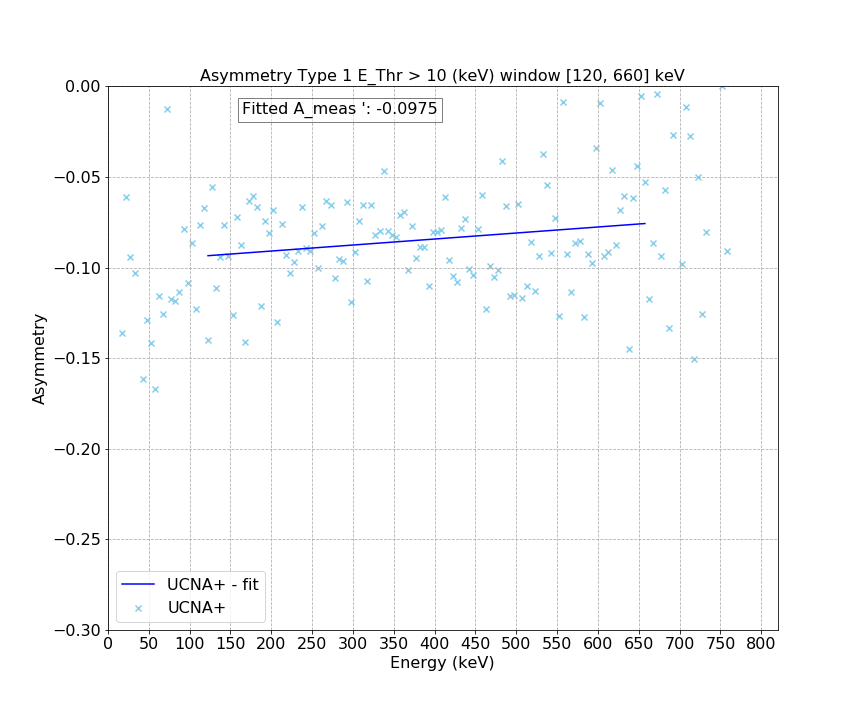 Asymmetry Type 1 E_Thr > 10 (keV) window [120, 660] keV
Fitted A_meas ': -0.0975
0.00
−0.05
−0.10
−0.15
−0.20
−0.25
−0.30
Asymmetry
UCNA+ - fit
UCNA+
0 50 100 150 200 250 300 350 400 450 500 550 600 650 700 750 800
Energy (keV)